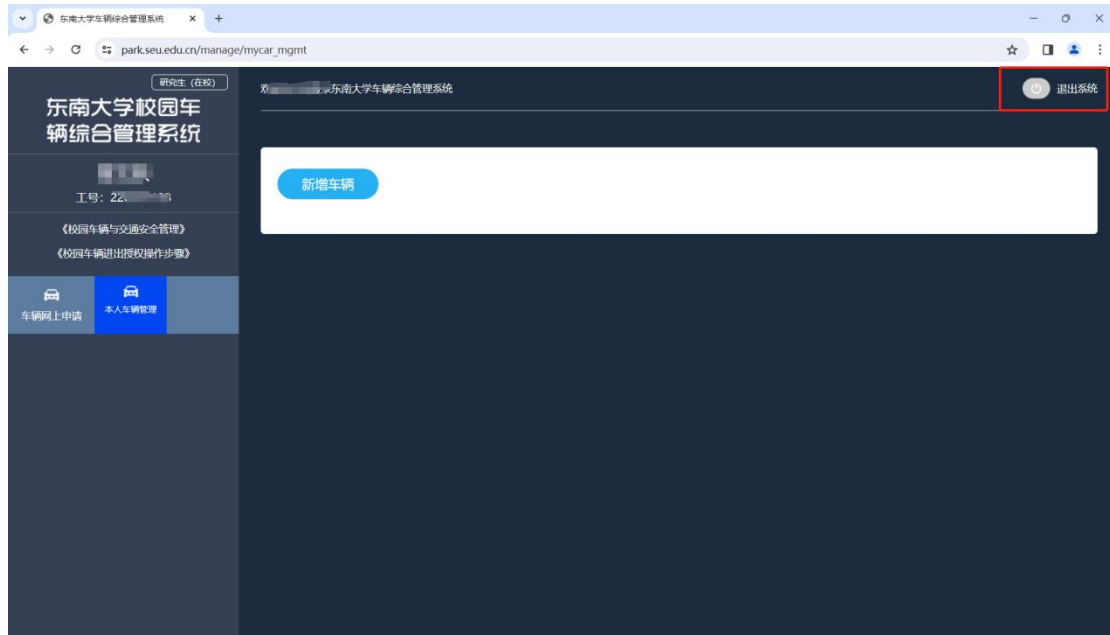 东南大学车辆综合管理系统
park.seu.edu.cn/manage/mycar_mgmt
研究生（在校）
东南大学校园车
辆综合管理系统
工号：22
《校园车辆与交通安全管理》
《校园车辆进出授权操作步骤》
车辆网上申请
本人车辆管理
东南大学车辆综合管理系统
退出系统
新增车辆